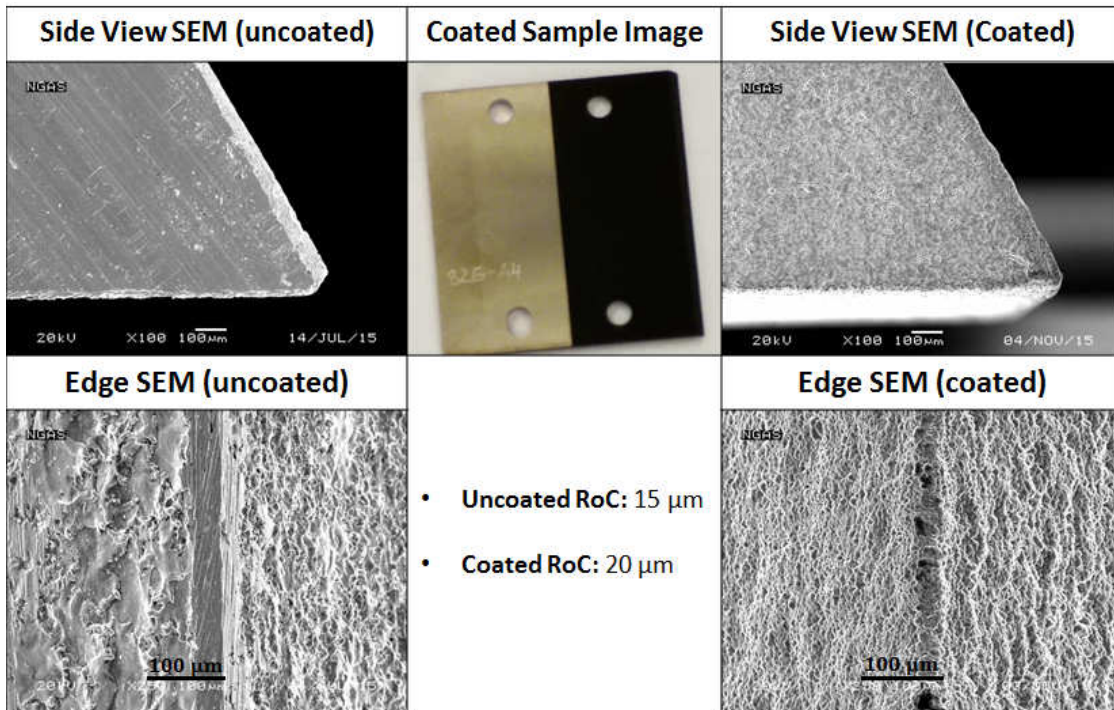 Side View SEM (uncoated)
Coated Sample Image
Side View SEM (Coated)
NGAS
20kV X100 100µm 14/JUL/15
32G-A4
NGAS
20kV X100 100µm 04/NOV/15
Edge SEM (uncoated)
Edge SEM (coated)
NGAS
100 µm
• Uncoated RoC: 15 µm
• Coated RoC: 20 µm
NGAS
100 µm